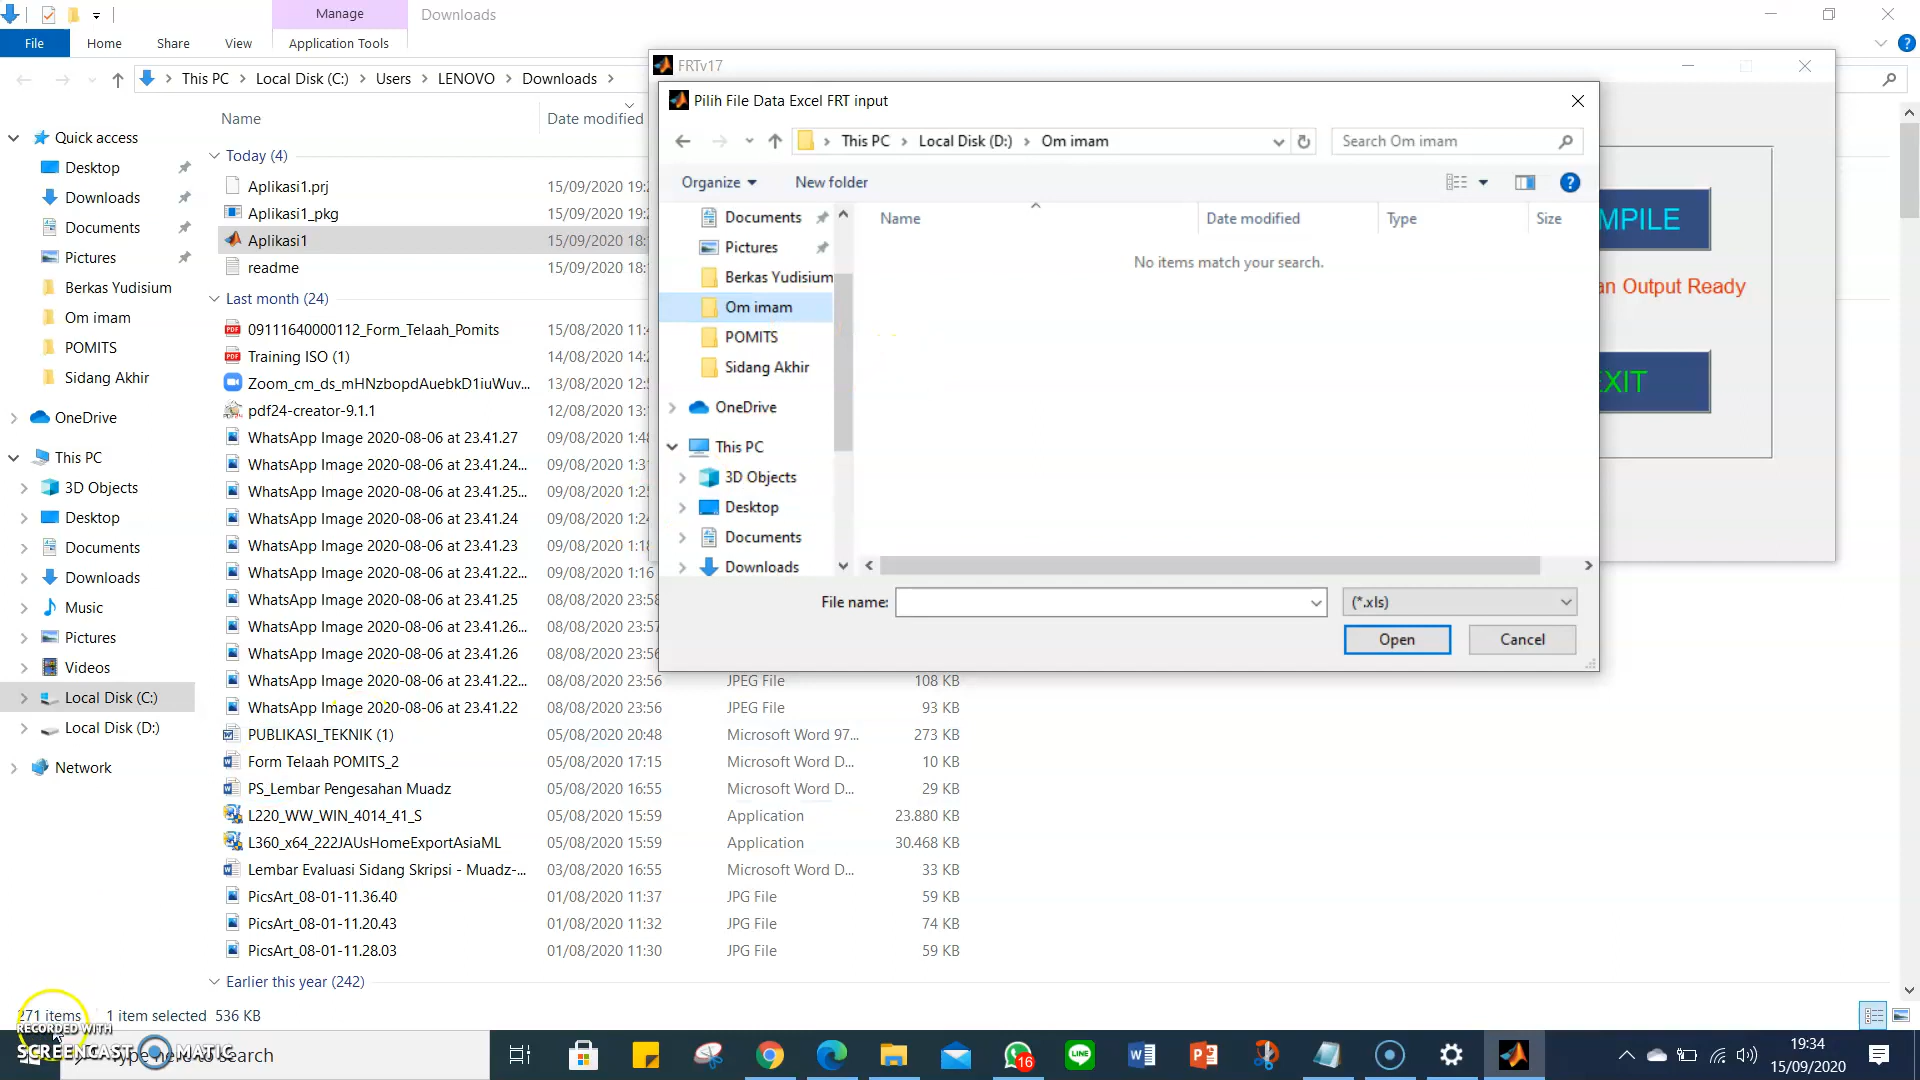 Manage
Downloads
File
Home
Share
View
Application Tools
This PC
Local Disk (C:)
Users
LENOVO
Downloads
Name
Date modified
Quick access
Desktop
Downloads
Documents
Pictures
Berkas Yudisium
Om imam
POMITS
Sidang Akhir
OneDrive
This PC
3D Objects
Desktop
Documents
Downloads
Music
Pictures
Videos
Local Disk (C:)
Local Disk (D:)
Network
Today (4)
Aplikasi1.prj 15/09/2020 19:2
Aplikasi1_pkg 15/09/2020 19:2
Aplikasi1 15/09/2020 18:
readme 15/09/2020 18:
Last month (24)
09111640000112_Form_Telaah_Pomits 15/08/2020 11:4
Training ISO (1) 14/08/2020 14:2
Zoom_cm_ds_mHNzbopdAuebkD1iuWuv... 13/08/2020 12:5
pdf24-creator-9.1.1 12/08/2020 13:
WhatsApp Image 2020-08-06 at 23.41.27 09/08/2020 1:48
WhatsApp Image 2020-08-06 at 23.41.24... 09/08/2020 1:3
WhatsApp Image 2020-08-06 at 23.41.25... 09/08/2020 1:25
WhatsApp Image 2020-08-06 at 23.41.24 09/08/2020 1:24
WhatsApp Image 2020-08-06 at 23.41.23 09/08/2020 1:18
WhatsApp Image 2020-08-06 at 23.41.22... 09/08/2020 1:16
WhatsApp Image 2020-08-06 at 23.41.25 08/08/2020 23:58
WhatsApp Image 2020-08-06 at 23.41.26... 08/08/2020 23:57
WhatsApp Image 2020-08-06 at 23.41.26 08/08/2020 23:56
WhatsApp Image 2020-08-06 at 23.41.22... 08/08/2020 23:56 JPEG File 108 KB
WhatsApp Image 2020-08-06 at 23.41.22 08/08/2020 23:56 JPEG File 93 KB
PUBLIKASI_TEKNIK (1) 05/08/2020 20:48 Microsoft Word 97... 273 KB
Form Telaah POMITS_2 05/08/2020 17:15 Microsoft Word D... 10 KB
PS_Lembar Pengesahan Muadz 05/08/2020 16:55 Microsoft Word D... 29 KB
L220_WW_WIN_4014_41_S 05/08/2020 15:59 Application 23.880 KB
L360_x64_222JAUsHomeExportAsiaML 05/08/2020 15:59 Application 30.468 KB
Lembar Evaluasi Sidang Skripsi - Muadz-... 03/08/2020 16:55 Microsoft Word D... 33 KB
PicsArt_08-01-11.36.40 01/08/2020 11:37 JPG File 59 KB
PicsArt_08-01-11.20.43 01/08/2020 11:32 JPG File 74 KB
PicsArt_08-01-11.28.03 01/08/2020 11:30 JPG File 59 KB
Earlier this year (242)
271 items 1 item selected 536 KB
FRTv17
MPILE
an Output Ready
EXIT
Pilih File Data Excel FRT input
This PC
Local Disk (D:)
Om imam
Search Om imam
Organize
New folder
Documents
Pictures
Berkas Yudisium
Om imam
POMITS
Sidang Akhir
OneDrive
This PC
3D Objects
Desktop
Documents
Downloads
Name
Date modified
Type
Size
No items match your search.
File name:
(*.xls)
Open
Cancel
RECORDED WITH
SCREENCAST MATIC
Type here to search
16
LINE
19:34
15/09/2020